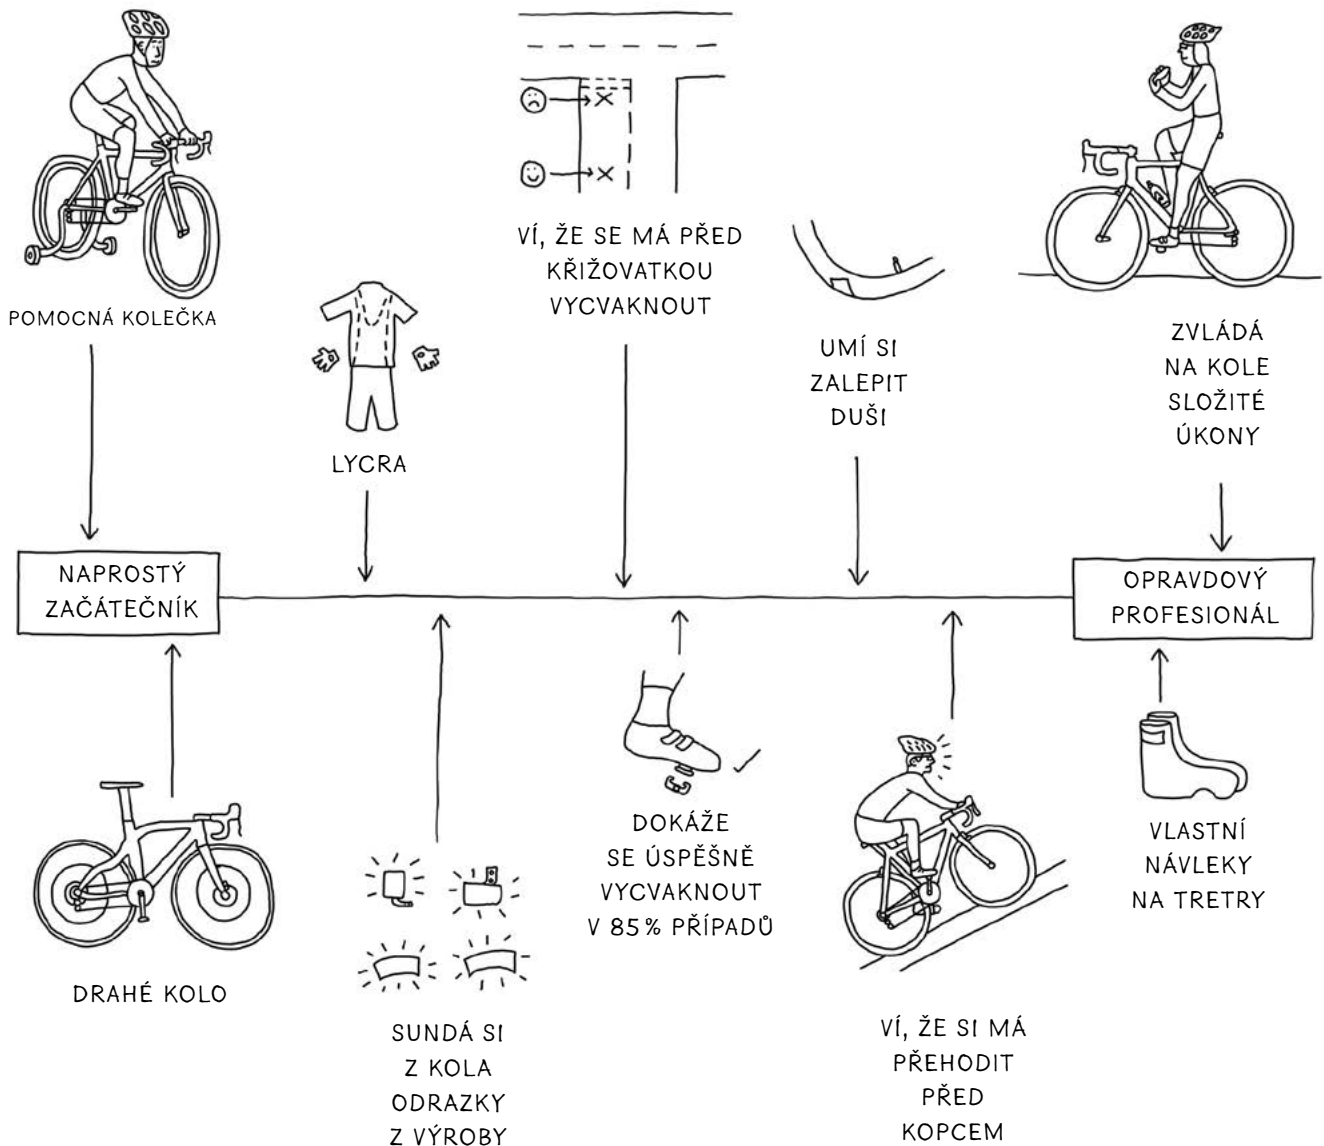 POMOCNÁ KOLEČKA
LYCRA
VÍ, ŽE SE MÁ PŘED
KŘIŽOVATKOU
VYCVAKNOUT
UMÍ SI
ZALEPIT
DUŠI
ZVLÁDÁ
NA KOLE
SLOŽITÉ
ÚKONY
NAPROSTÝ
ZAČÁTEČNÍK
OPRAVDOVÝ
PROFESIONÁL
DRAHÉ KOLO
SUNDÁ SI
Z KOLA
ODRAZKY
Z VÝROBY
DOKÁŽE
SE ÚSPĚŠNĚ
VYCVAKNOUT
V 85 % PŘÍPADŮ
VÍ, ŽE SI MÁ
PŘEHODIT
PŘED
KOPCEM
VLASTNÍ
NÁVLEKY
NA TRETRY